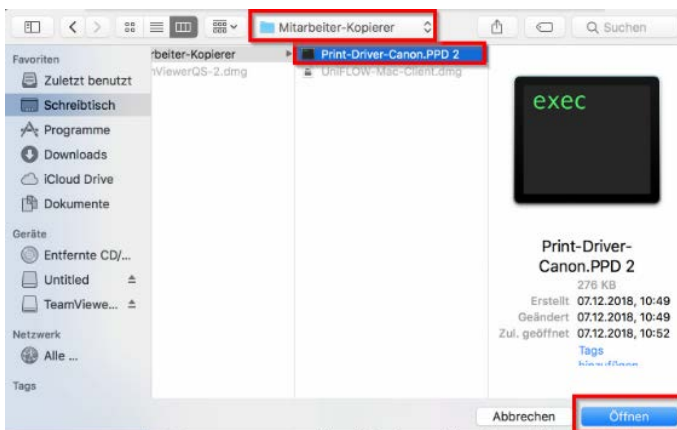 Mitarbeiter-Kopierer
Suchen
Favoriten
Zuletzt benutzt
Schreibtisch
Programme
Downloads
iCloud Drive
Dokumente
Geräte
Entfernte CD/...
Untitled
TeamViewe...
Netzwerk
Alle ...
Tags
rbeiter-Kopierer
nViewerQS-2.dmg
Print-Driver-Canon.PPD 2
UniFLOW-Mac-Client.dmg
exec
Print-Driver-
Canon.PPD 2
276 KB
Erstellt 07.12.2018, 10:49
Geändert 07.12.2018, 10:49
Zul. geöffnet 07.12.2018, 10:52
Tags
Abbrechen
Öffnen